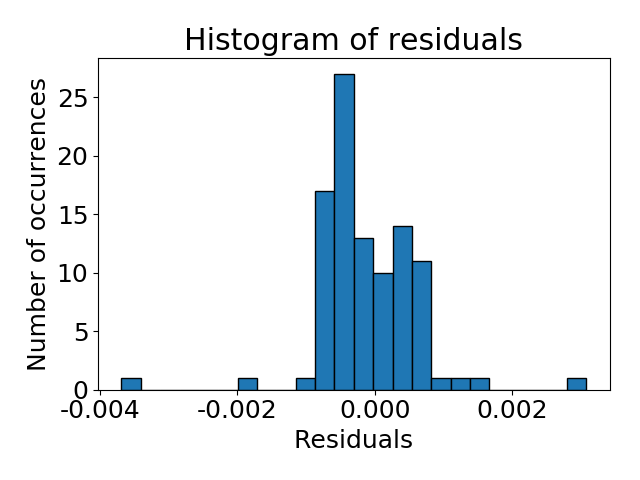 Histogram of residuals
Number of occurrences
25
20
15
10
5
0
-0.004 -0.002 0.000 0.002
Residuals